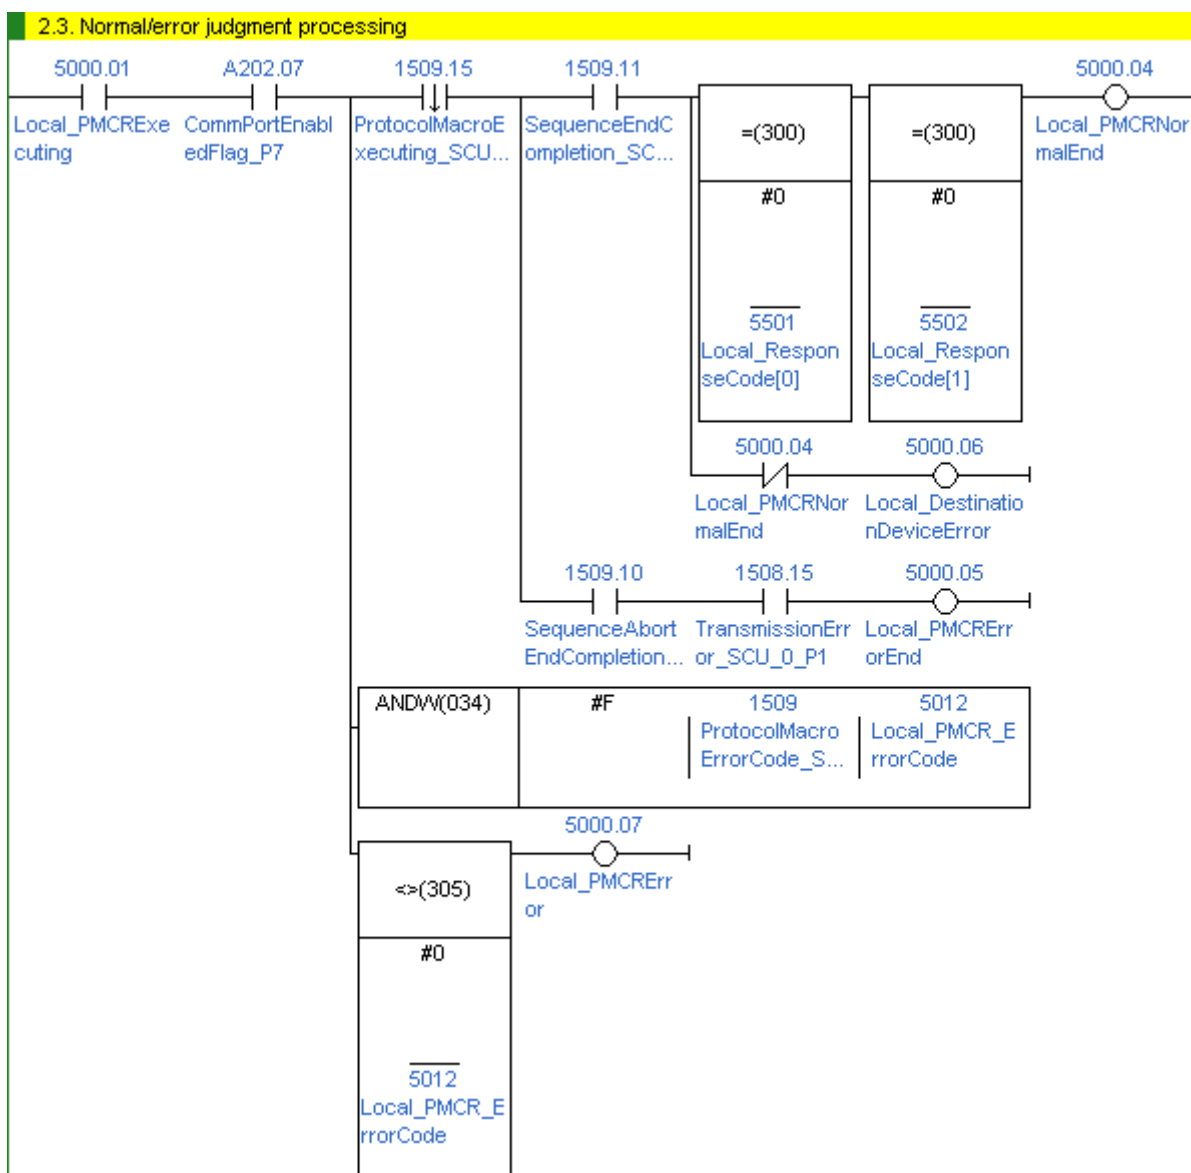 2.3. Normal/error judgment processing
5000.01 A202.07 1509.15 1509.11 5000.04
Local_PMCRExe CommPortEnabl ProtocolMacroE SequenceEndC =(300) =(300) Local_PMCRNor
cuting edFlag_P7 xecuting_SCU... ompletion_SC... malEnd
#0 #0
5501 5502
Local_Respon Local_Respon
seCode[0] seCode[1]
5000.04 5000.06
Local_PMCRNor Local_Destinatio
malEnd nDeviceError
1509.10 1508.15 5000.05
SequenceAbort TransmissionErr Local_PMCRErr
EndCompletion... or_SCU_0_P1 orEnd
ANDW(034) #F 1509 5012
ProtocolMacro Local_PMCR_E
ErrorCode_S... rrorCode
5000.07
<>(305) Local_PMCRErr
or
#0
5012
Local_PMCR_E
rrorCode